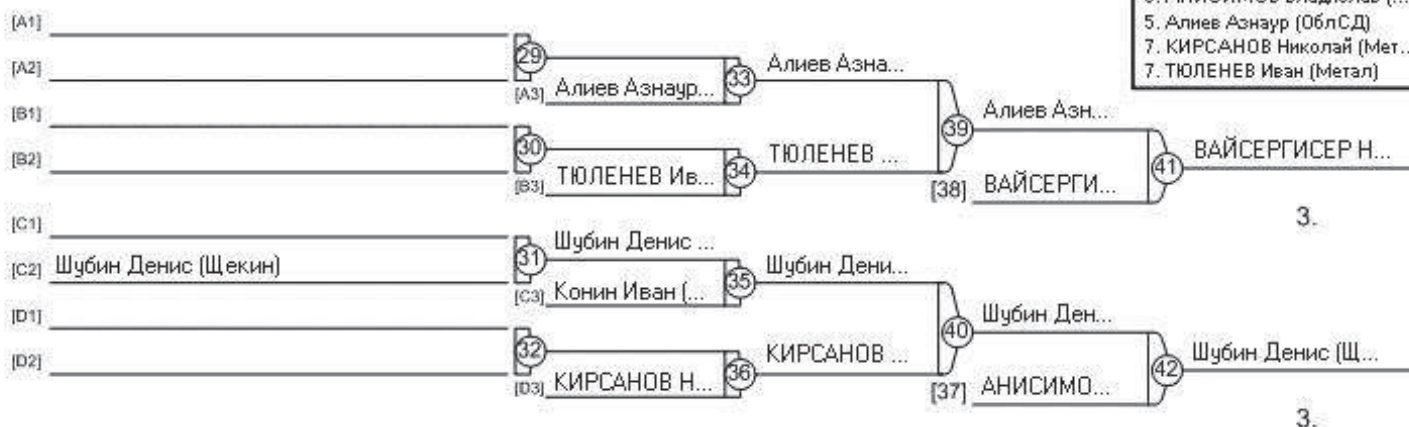 5. АНИСИМОВ Владислав (...
5. Алиев Азнаур (ОблСД)
7. КИРСАНОВ Николай (Мет...
7. ТЮЛЕНЕВ Иван (Метал)
[A1]
[A2]
29
[A3] Алиев Азнаур...
33
Алиев Азна...
[B1]
[B2]
30
[B3] ТЮЛЕНЕВ Ив...
34
ТЮЛЕНЕВ ...
39
Алиев Азн...
[38] ВАЙСЕРГИ...
41
ВАЙСЕРГИСЕР Н...
3.
[C1]
[C2] Шубин Денис (Щекин)
31
Шубин Денис ...
[C3] Конин Иван (...
35
Шубин Дени...
[D1]
[D2]
32
[D3] КИРСАНОВ Н...
36
КИРСАНОВ ...
40
Шубин Ден...
[37] АНИСИМО...
42
Шубин Денис (Щ...
3.